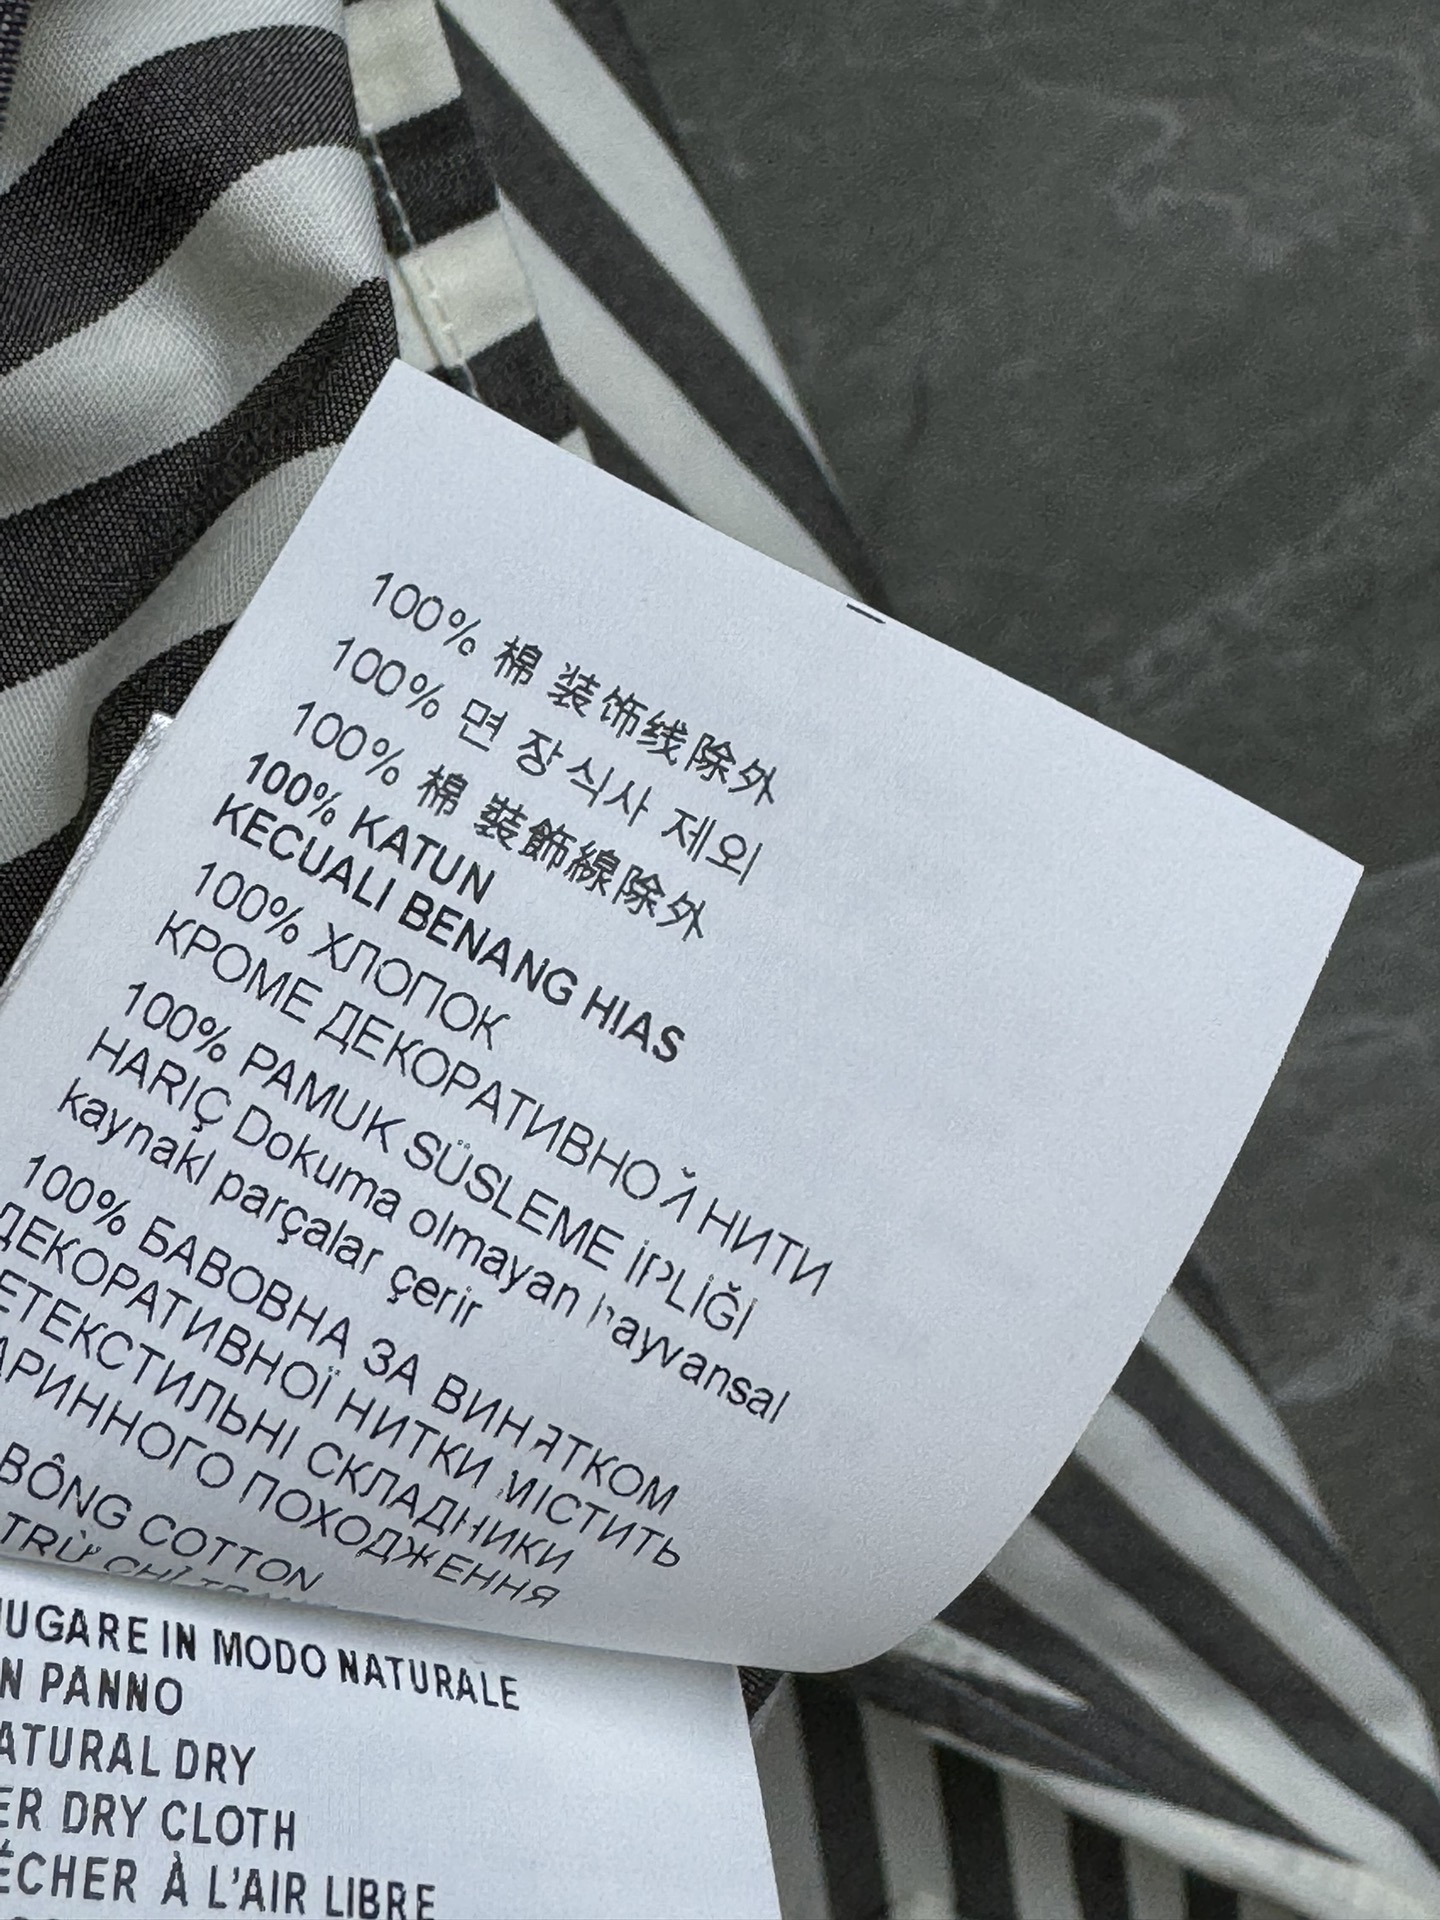 100% 棉 装饰线除外
100% 면 장식사 제외
100% 棉 裝飾線除外
100% KATUN
KECUALI BENANG HIAS
100% ХЛОПОК
КРОМЕ ДЕКОРАТИВНОЙ НИТИ
100% PAMUK SÜSLEME İPLİĞİ
HARIÇ Dokuma olmayan hayvansal
kaynakl parçalar çerir
100% БАВОВНА ЗА ВИНЯТКОМ
ДЕКОРАТИВНОЇ НИТКИ МІСТИТЬ
ЕТЕКСТИЛЬНІ СКЛАДНИКИ
АРИННОГО ПОХОДЖЕННЯ
BÔNG COTTON
TRỪ CHỈ
UGARE IN MODO NATURALE
N PANNO
ATURAL DRY
ER DRY CLOTH
ÉCHER À L'AIR LIBRE